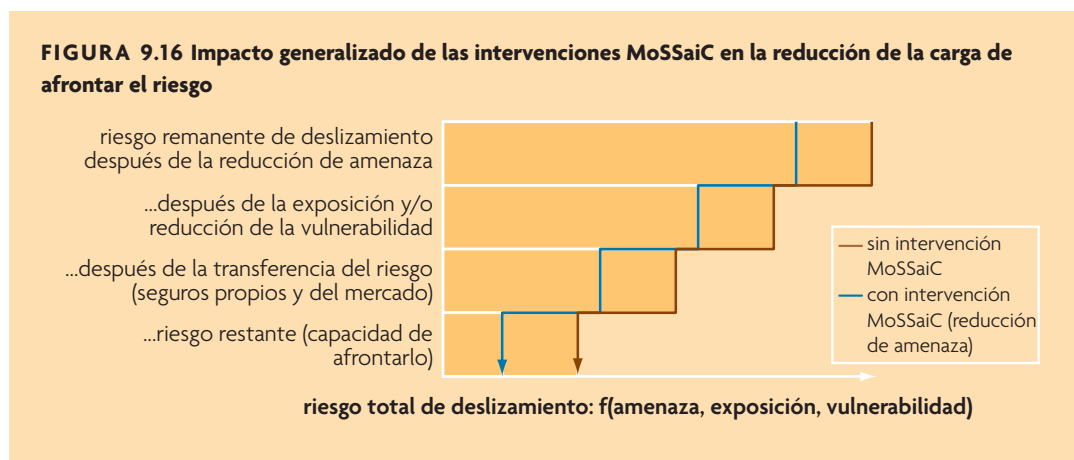 FIGURA 9.16 Impacto generalizado de las intervenciones MoSSaiC en la reducción de la carga de
afrontar el riesgo
riesgo remanente de deslizamiento
después de la reducción de amenaza
...después de la exposición y/o
reducción de la vulnerabilidad
...después de la transferencia del riesgo
(seguros propios y del mercado)
...riesgo restante (capacidad de
afrontarlo)
sin intervención
MoSSaiC
con intervención
MoSSaiC (reducción
de amenaza)
riesgo total de deslizamiento: f(amenaza, exposición, vulnerabilidad)